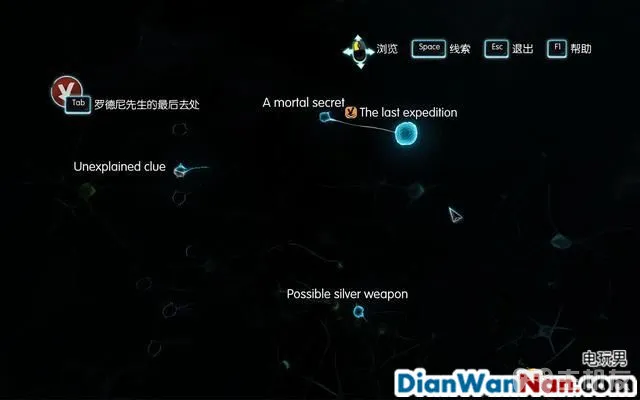 浏览 Space 线索 Esc 退出 F1 帮助
Tab 罗德尼先生的最后去处
A mortal secret
The last expedition
Unexplained clue
Possible silver weapon
电玩男
DianWanNan.com